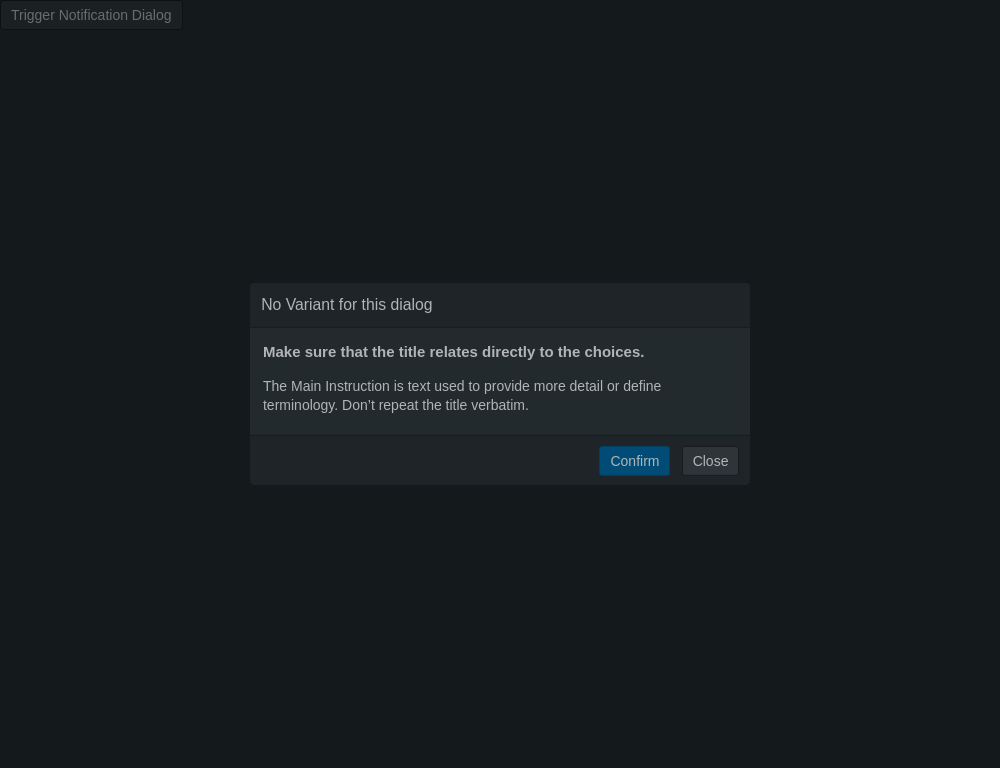 Trigger Notification Dialog
No Variant for this dialog
Make sure that the title relates directly to the choices.
The Main Instruction is text used to provide more detail or define
terminology. Don’t repeat the title verbatim.
Confirm
Close